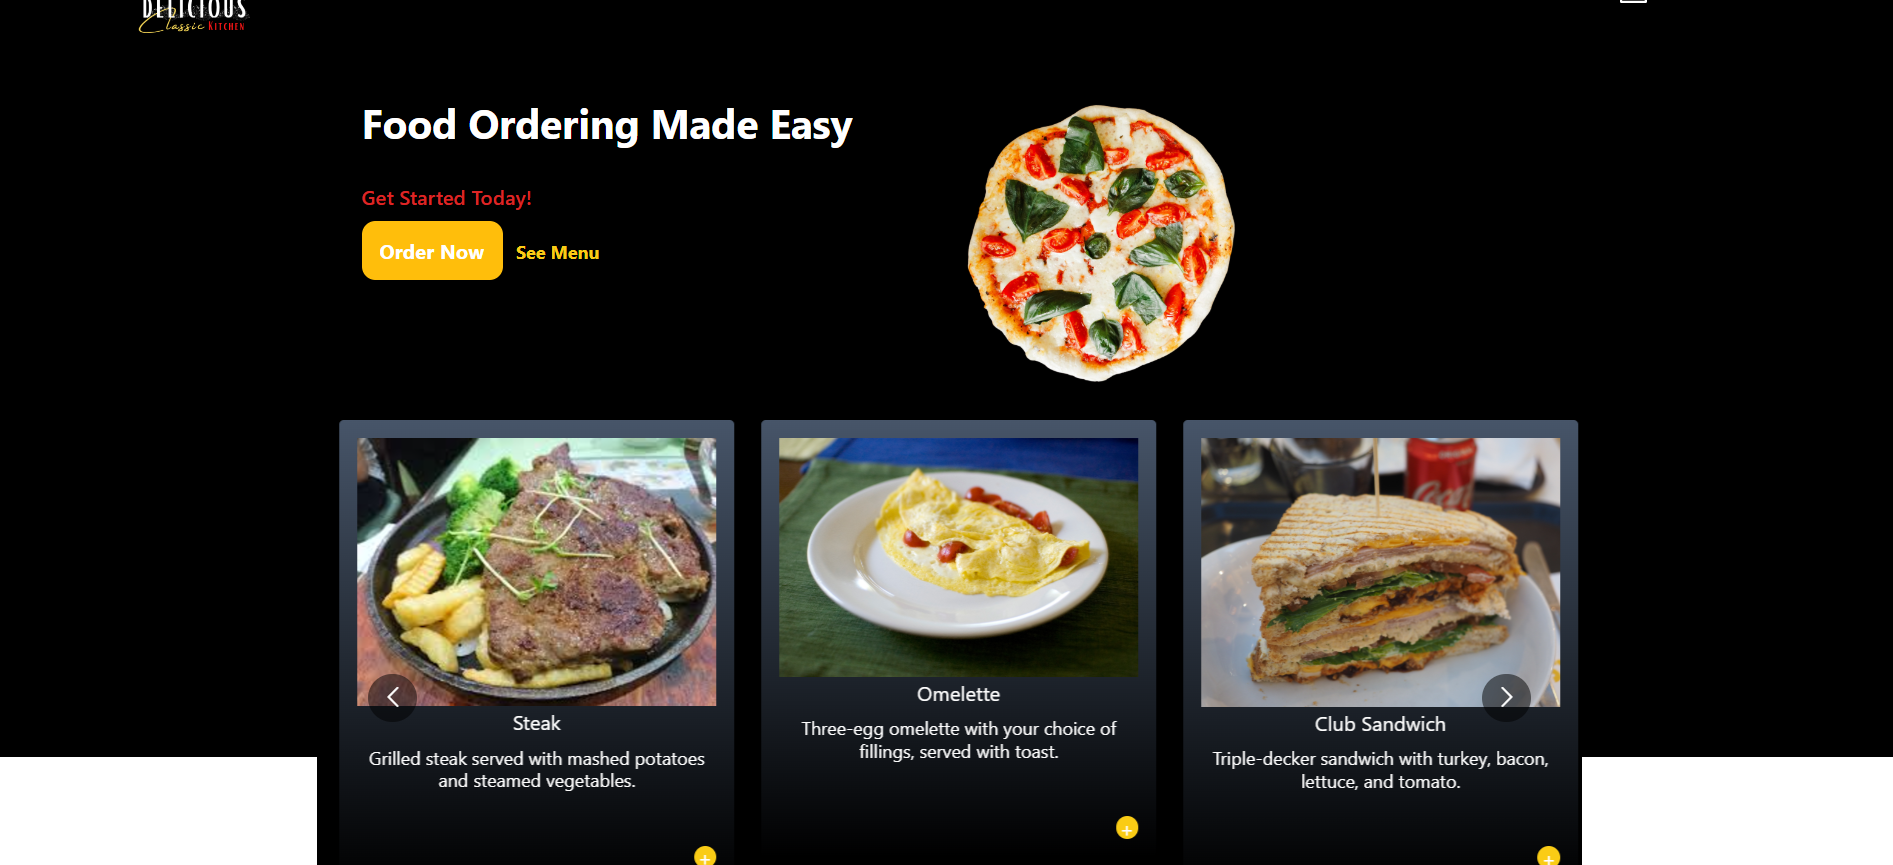 DELICIOUS
Classic KITCHEN
Food Ordering Made Easy
Get Started Today!
Order Now
See Menu
Steak
Grilled steak served with mashed potatoes
and steamed vegetables.
+
Omelette
Three-egg omelette with your choice of
fillings, served with toast.
+
Club Sandwich
Triple-decker sandwich with turkey, bacon,
lettuce, and tomato.
+